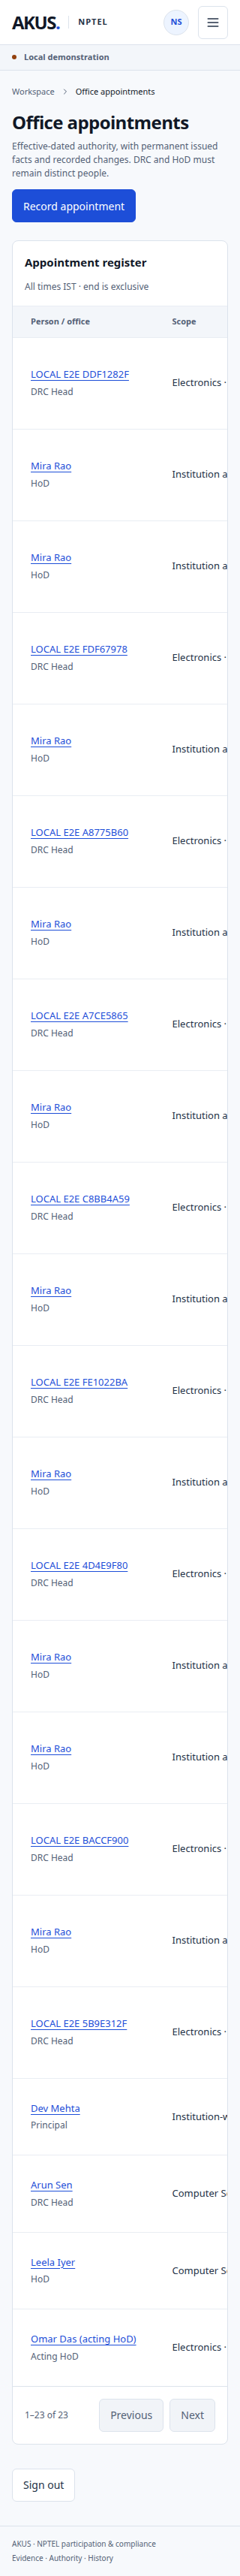 AKUS. NPTEL NS
Local demonstration
Workspace > Office appointments
Office appointments
Effective-dated authority, with permanent issued
facts and recorded changes. DRC and HoD must
remain distinct people.
Record appointment
Appointment register
All times IST · end is exclusive
Person / office Scope
LOCAL E2E DDF1282F
DRC Head
Electronics ·
Mira Rao
HoD
Institution a
Mira Rao
HoD
Institution a
LOCAL E2E FDF67978
DRC Head
Electronics ·
Mira Rao
HoD
Institution a
LOCAL E2E A8775B60
DRC Head
Electronics ·
Mira Rao
HoD
Institution a
LOCAL E2E A7CE5865
DRC Head
Electronics ·
Mira Rao
HoD
Institution a
LOCAL E2E C8BB4A59
DRC Head
Electronics ·
Mira Rao
HoD
Institution a
LOCAL E2E FE1022BA
DRC Head
Electronics ·
Mira Rao
HoD
Institution a
LOCAL E2E 4D4E9F80
DRC Head
Electronics ·
Mira Rao
HoD
Institution a
Mira Rao
HoD
Institution a
LOCAL E2E BACCF900
DRC Head
Electronics ·
Mira Rao
HoD
Institution a
LOCAL E2E 5B9E312F
DRC Head
Electronics ·
Dev Mehta
Principal
Institution-w
Arun Sen
DRC Head
Computer S
Leela Iyer
HoD
Computer S
Omar Das (acting HoD)
Acting HoD
Electronics ·
1–23 of 23 Previous Next
Sign out
AKUS · NPTEL participation & compliance
Evidence · Authority · History